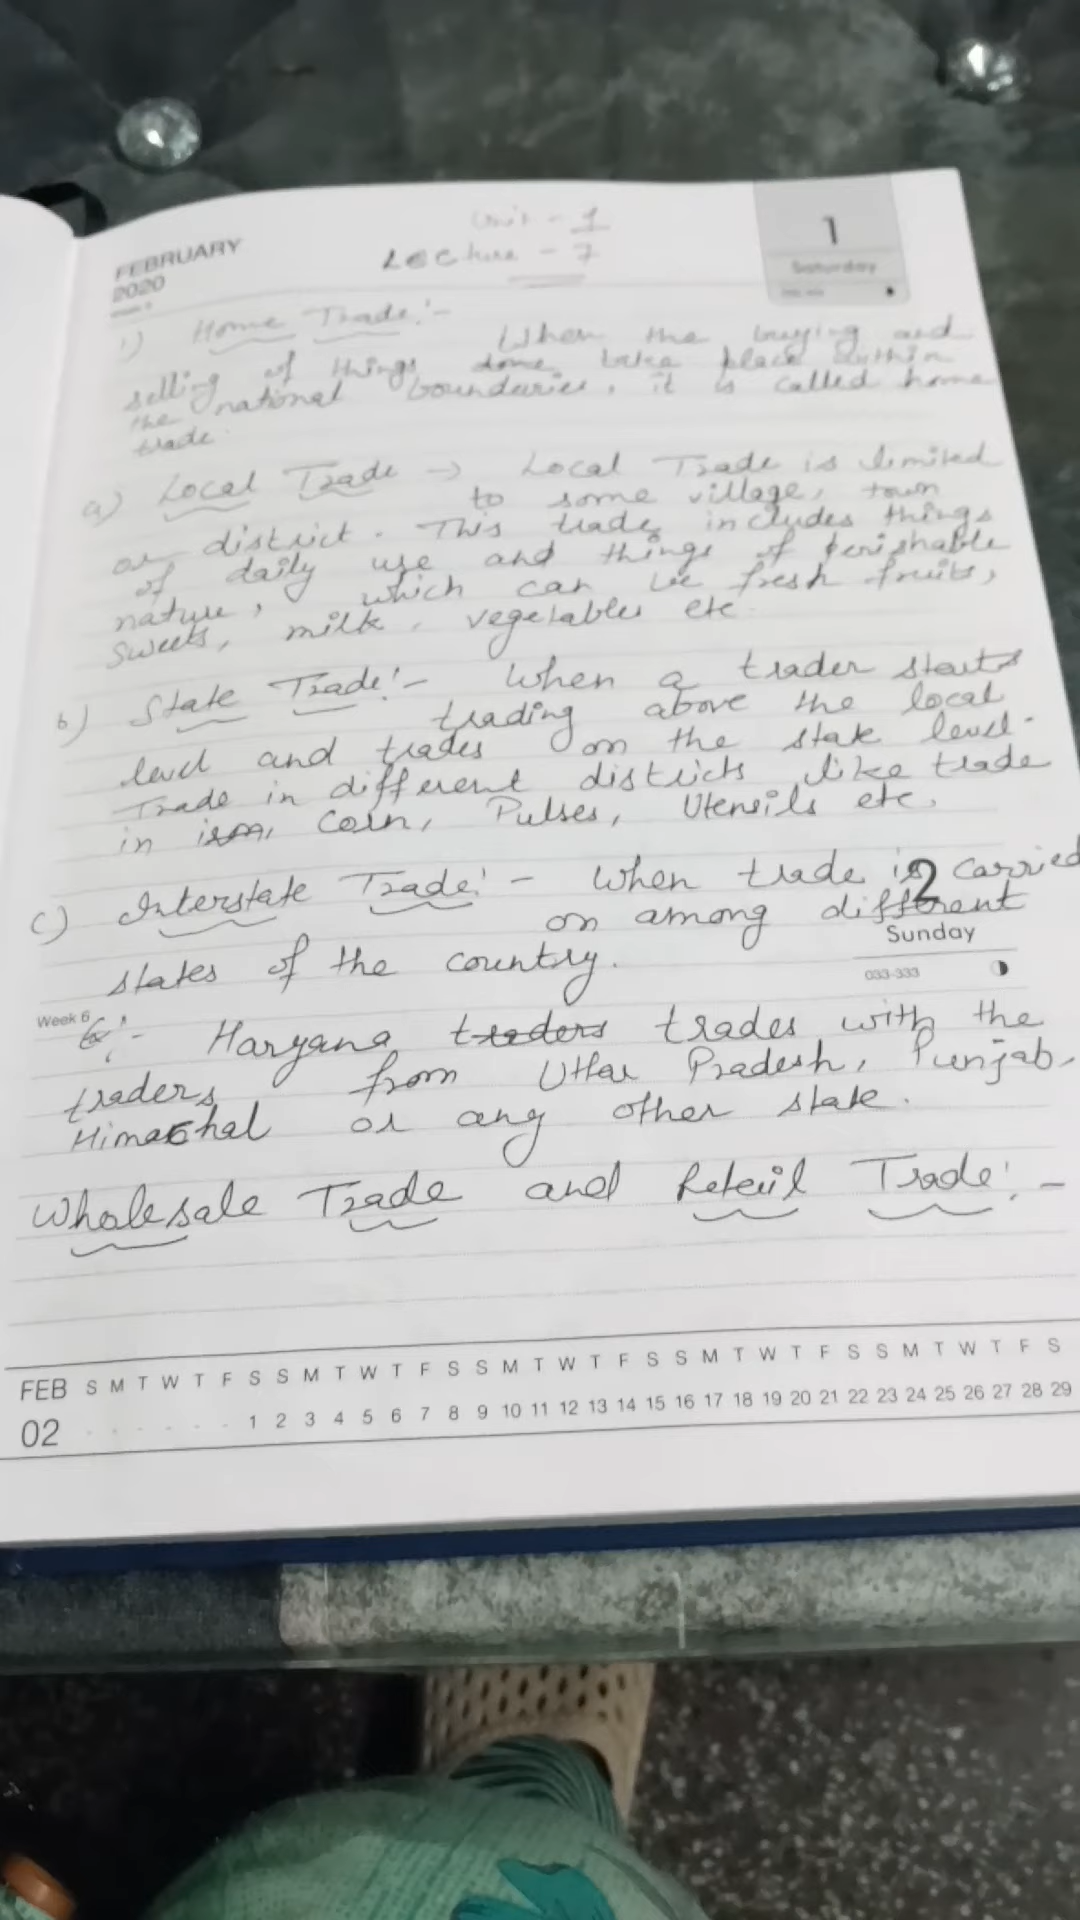 FEBRUARY
2020
Unit - 1
Lecture - 7
1
Saturday
1) Home Trade:-
When the buying and
selling of things done take place within
the national boundaries, it is called home
trade.
a) Local Trade → Local Trade is limited
to some village, town
or district. This trade includes things
of daily use and things of perishable
nature, which can be fresh fruits,
sweets, milk, vegetables etc.
b) State Trade:- When a trader starts
trading above the local
level and trades on the state level.
Trade in different districts like trade
in Corn, Pulses, Utensils etc.
c) Interstate Trade:- When trade is carried
on among different
states of the country.
2
Sunday
033-333
Week 6
Haryana traders trades with the
traders from Uttar Pradesh, Punjab,
Himachal or any other state.
Wholesale Trade and Retail Trade:-
FEB S M T W T F S S M T W T F S S M T W T F S S M T W T F S S M T W T F S
02 1 2 3 4 5 6 7 8 9 10 11 12 13 14 15 16 17 18 19 20 21 22 23 24 25 26 27 28 29